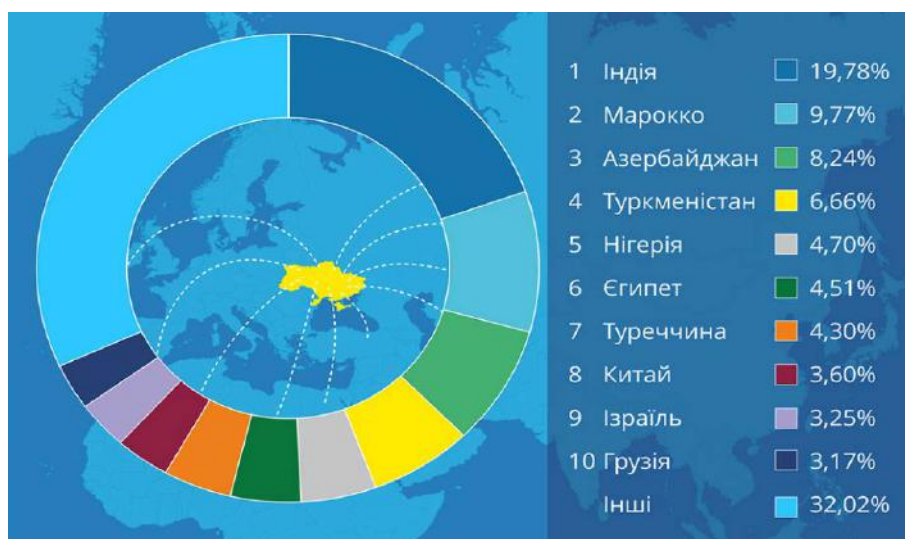 1 Індія 19,78%
2 Марокко 9,77%
3 Азербайджан 8,24%
4 Туркменістан 6,66%
5 Нігерія 4,70%
6 Єгипет 4,51%
7 Туреччина 4,30%
8 Китай 3,60%
9 Ізраїль 3,25%
10 Грузія 3,17%
Інші 32,02%